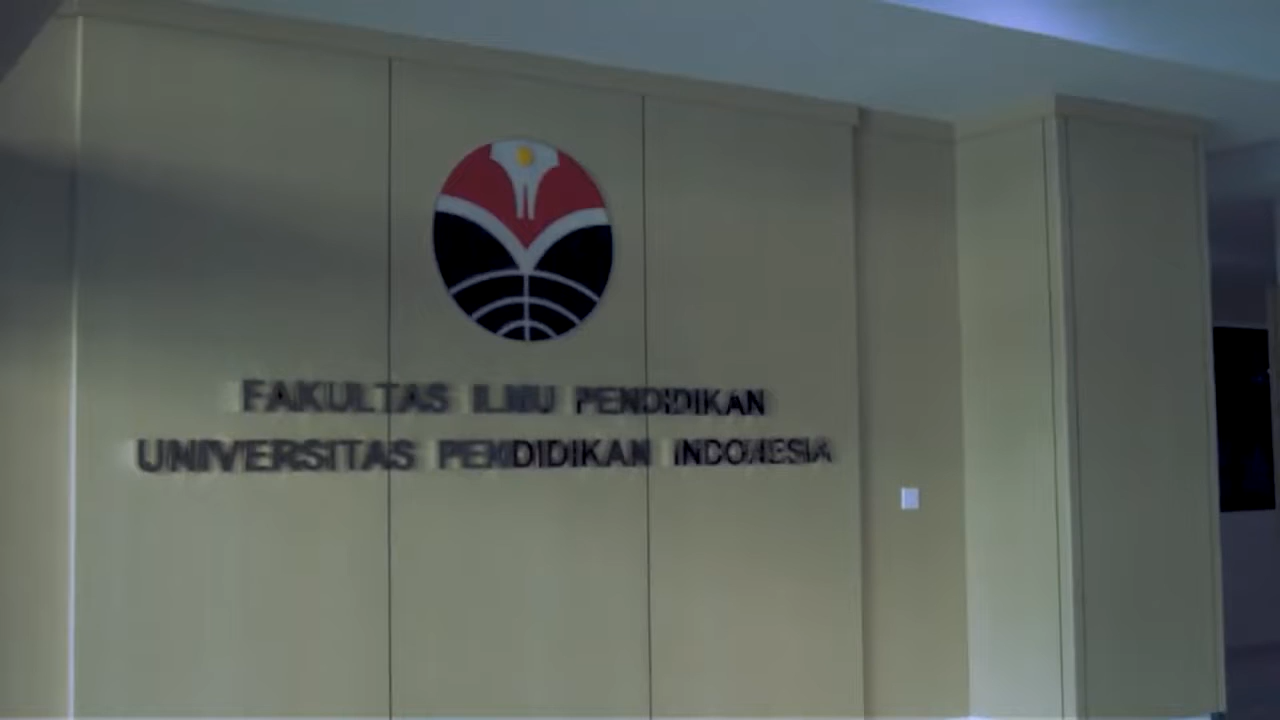 FAKULTAS ILMU PENDIDIKAN
UNIVERSITAS PENDIDIKAN INDONESIA